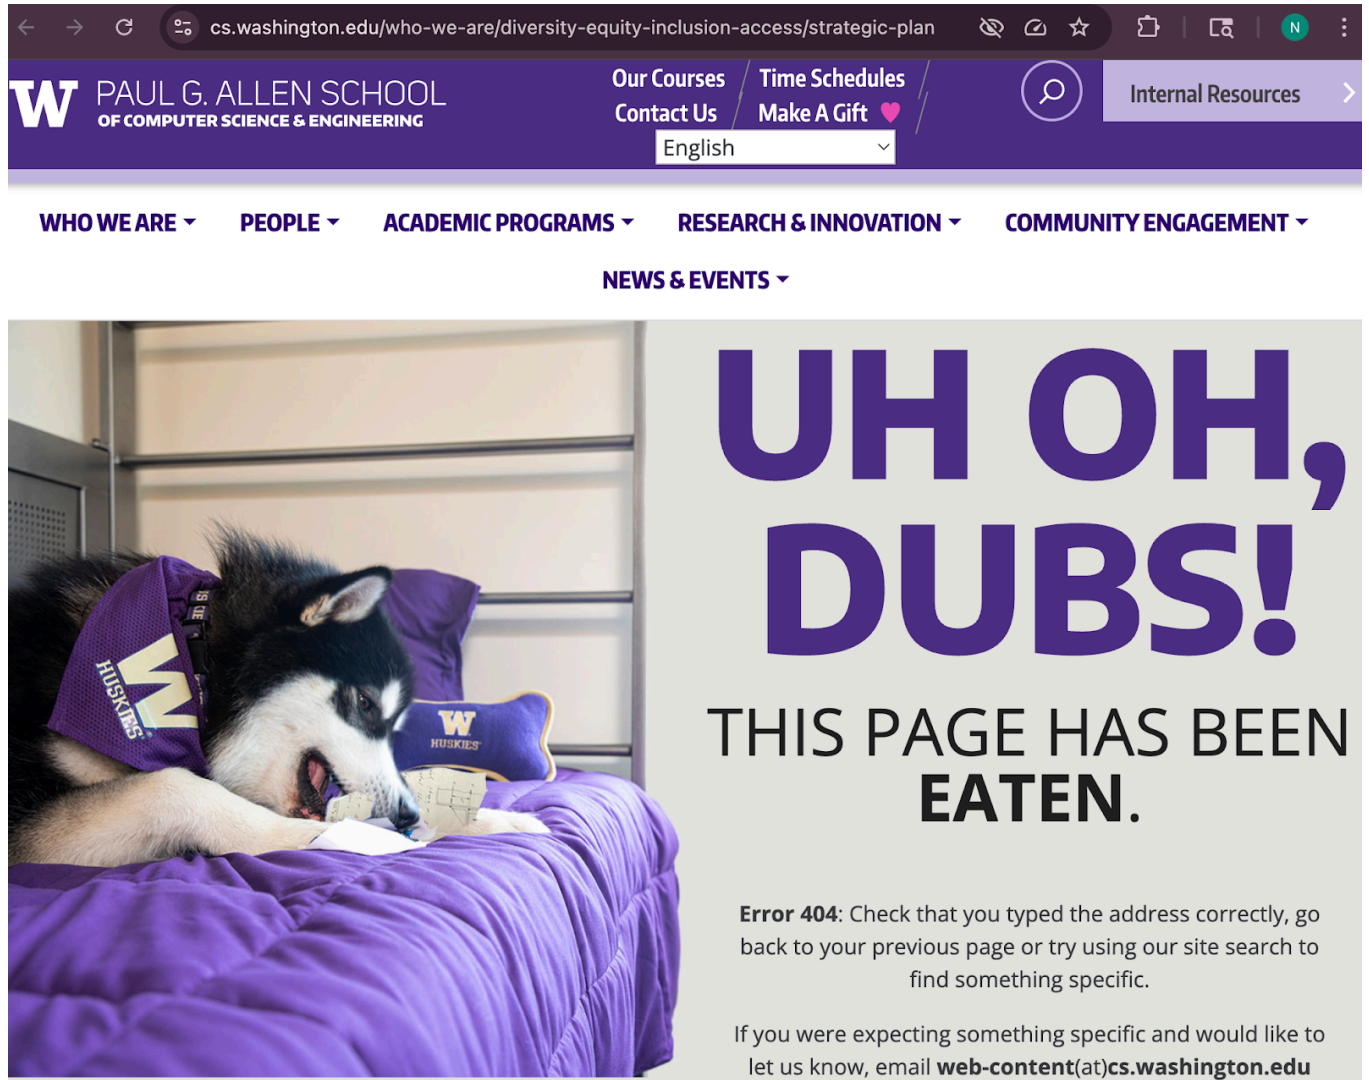 cs.washington.edu/who-we-are/diversity-equity-inclusion-access/strategic-plan
N
W PAUL G. ALLEN SCHOOL
OF COMPUTER SCIENCE & ENGINEERING
Our Courses
Time Schedules
Contact Us
Make A Gift
English
Internal Resources
WHO WE ARE
PEOPLE
ACADEMIC PROGRAMS
RESEARCH & INNOVATION
COMMUNITY ENGAGEMENT
NEWS & EVENTS
W
HUSKIES
W
HUSKIES
UH OH,
DUBS!
THIS PAGE HAS BEEN
EATEN.
Error 404: Check that you typed the address correctly, go
back to your previous page or try using our site search to
find something specific.
If you were expecting something specific and would like to
let us know, email web-content(at)cs.washington.edu